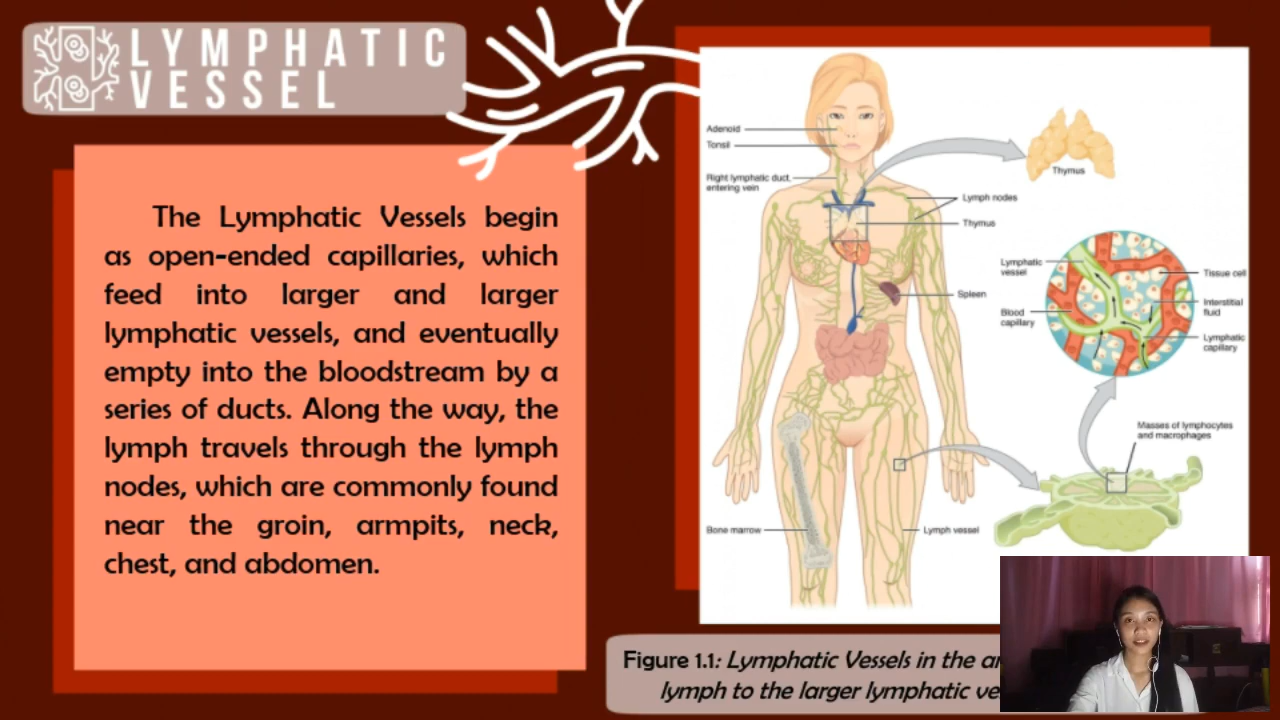 LYMPHATIC
VESSEL
The Lymphatic Vessels begin
as open-ended capillaries, which
feed into larger and larger
lymphatic vessels, and eventually
empty into the bloodstream by a
series of ducts. Along the way, the
lymph travels through the lymph
nodes, which are commonly found
near the groin, armpits, neck,
chest, and abdomen.
Adenoid
Tonsil
Right lymphatic duct,
entering vein
Bone marrow
Thymus
Lymph nodes
Thymus
Spleen
Lymph vessel
Lymphatic
vessel
Blood
capillary
Tissue cell
Interstitial
fluid
Lymphatic
capillary
Masses of lymphocytes
and macrophages
Figure 1.1: Lymphatic Vessels in the
lymph to the larger lymphatic